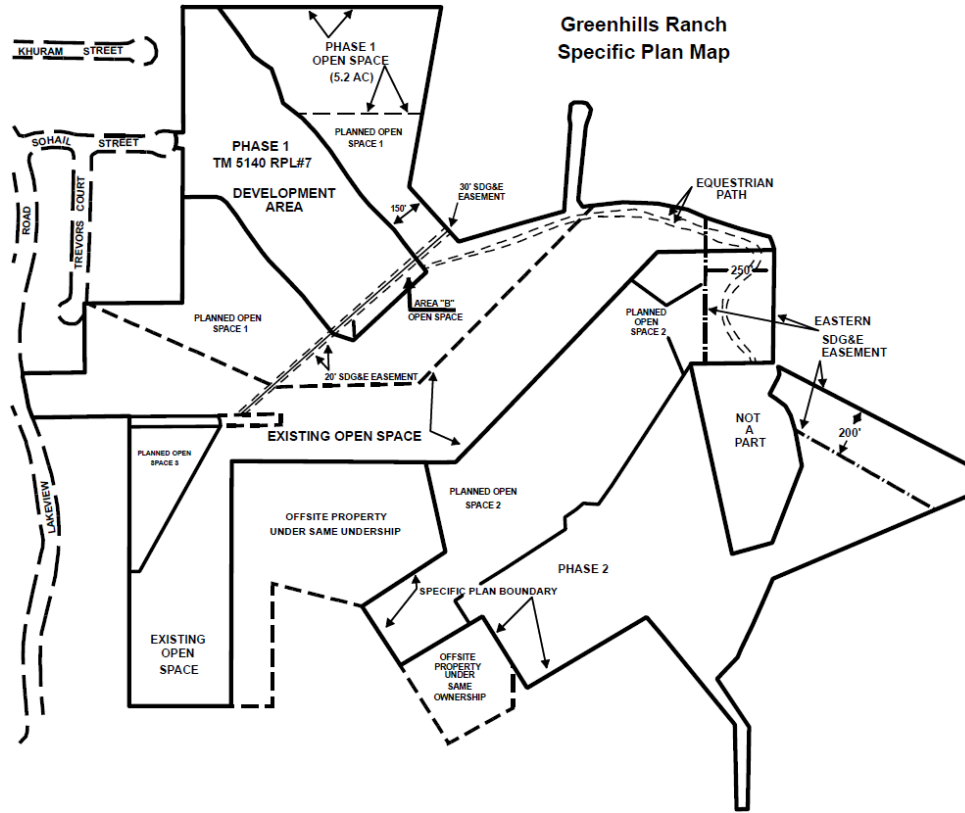 Greenhills Ranch
Specific Plan Map
KHURAM STREET
PHASE 1
OPEN SPACE
(5.2 AC)
SOHAIL STREET
PLANNED OPEN
SPACE 1
PHASE 1
TM 5140 RPL#7
DEVELOPMENT
AREA
30' SDG&E
EASEMENT
EQUESTRIAN
PATH
ROAD
TREVORS COURT
150'
250'
AREA "B"
OPEN SPACE
PLANNED OPEN
SPACE 1
PLANNED
OPEN
SPACE 2
EASTERN
SDG&E
EASEMENT
20' SDG&E EASEMENT
NOT
A
PART
200'
EXISTING OPEN SPACE
PLANNED OPEN
SPACE 3
LAKEVIEW
PLANNED OPEN
SPACE 2
OFFSITE PROPERTY
UNDER SAME UNDERSHIP
PHASE 2
SPECIFIC PLAN BOUNDARY
EXISTING
OPEN
SPACE
OFFSITE
PROPERTY
UNDER
SAME
OWNERSHIP